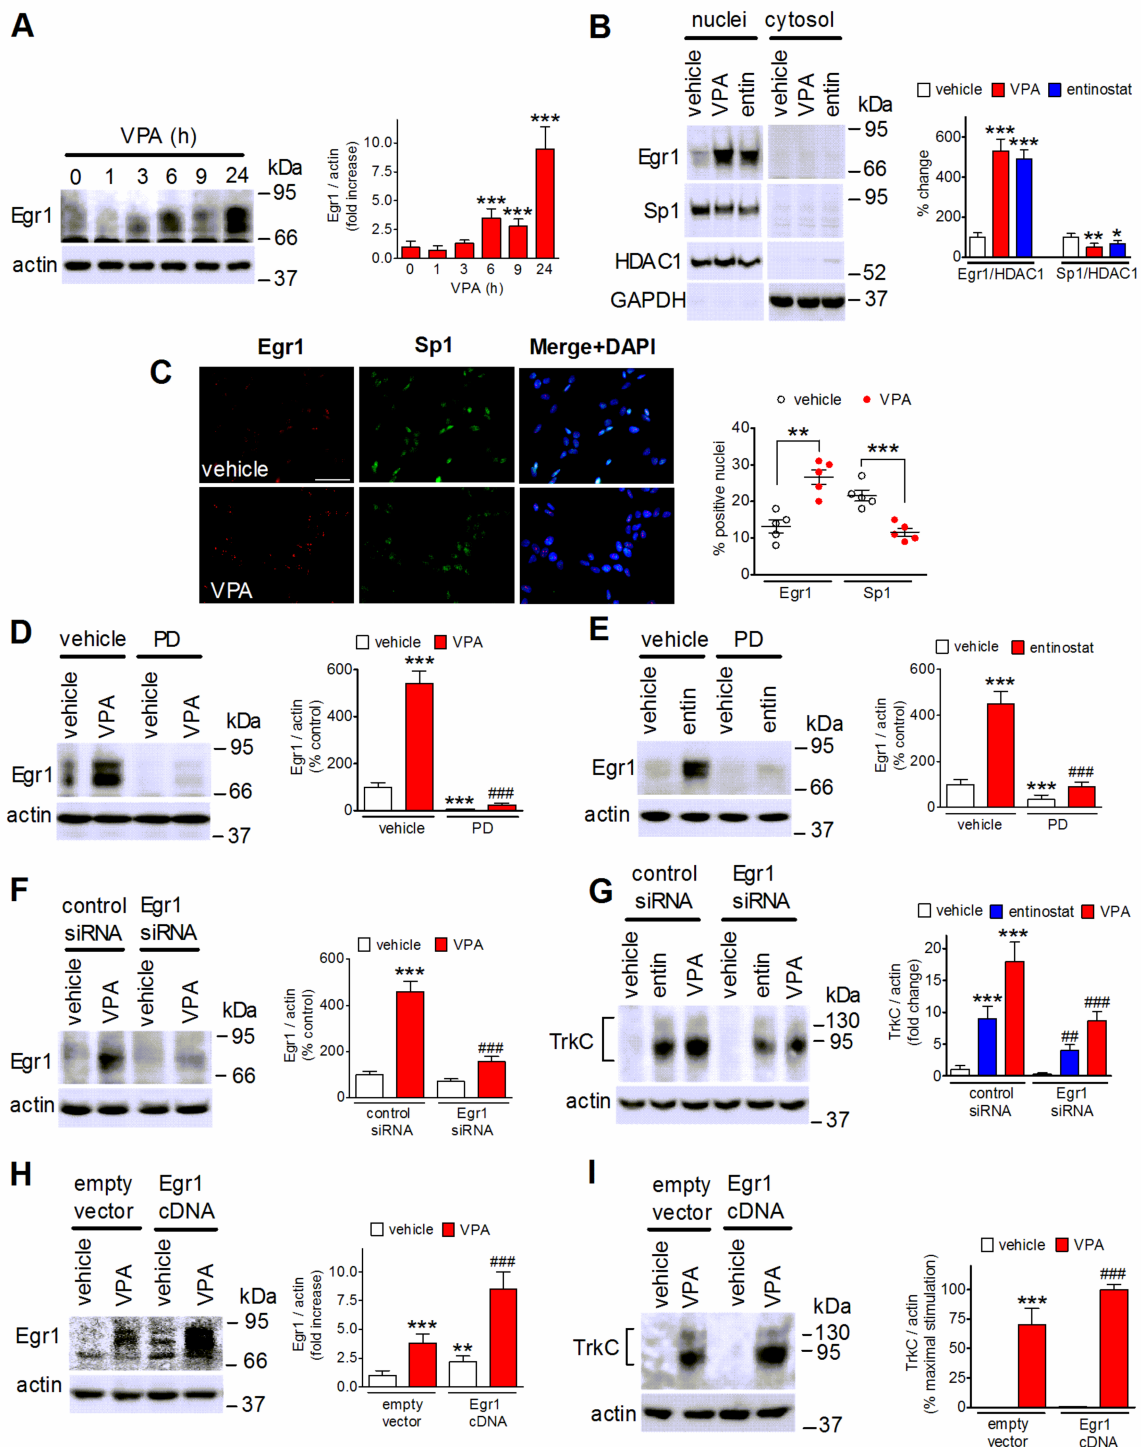 A
VPA (h)
0 1 3 6 9 24
kDa
Egr1
–95
–66
actin
–37
Egr1 / actin
(fold increase)
10.0
7.5
5.0
2.5
0.0
***
***
***
0 1 3 6 9 24
VPA (h)
B
nuclei cytosol
vehicle VPA entin vehicle VPA entin
kDa
Egr1
–95
–66
Sp1
–95
HDAC1
–52
GAPDH
–37
vehicle VPA entinostat
% change
600
400
200
0
*** ***
** *
Egr1/HDAC1 Sp1/HDAC1
C
Egr1 Sp1 Merge+DAPI
vehicle
VPA
vehicle VPA
% positive nuclei
40
30
20
10
0
** ***
Egr1 Sp1
D
vehicle PD
vehicle VPA vehicle VPA
kDa
Egr1
–95
–66
actin
–37
vehicle VPA
Egr1 / actin
(% control)
600
400
200
0
*** *** ###
vehicle PD
E
vehicle PD
vehicle entin vehicle entin
kDa
Egr1
–95
–66
actin
–37
vehicle entinostat
Egr1 / actin
(% control)
600
400
200
0
*** *** ###
vehicle PD
F
control
siRNA
Egr1
siRNA
vehicle VPA vehicle VPA
kDa
Egr1
–95
–66
actin
–37
vehicle VPA
Egr1 / actin
(% control)
600
400
200
0
*** ###
control
siRNA
Egr1
siRNA
G
control
siRNA
Egr1
siRNA
vehicle entin VPA vehicle entin VPA
kDa
TrkC
–130
–95
actin
–37
vehicle entinostat VPA
TrkC / actin
(fold change)
20
15
10
5
0
*** *** ## ###
control
siRNA
Egr1
siRNA
H
empty
vector
Egr1
cDNA
vehicle VPA vehicle VPA
kDa
Egr1
–95
–66
actin
–37
vehicle VPA
Egr1 / actin
(fold increase)
10.0
7.5
5.0
2.5
0.0
*** ** ###
empty
vector
Egr1
cDNA
I
empty
vector
Egr1
cDNA
vehicle VPA vehicle VPA
kDa
TrkC
–130
–95
actin
–37
vehicle VPA
TrkC / actin
(% maximal stimulation)
100
75
50
25
0
*** ###
empty
vector
Egr1
cDNA